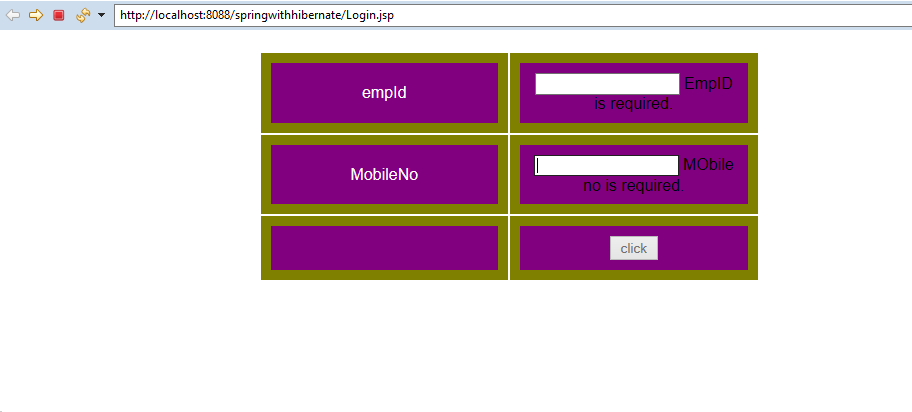 http://localhost:8088/springwithhibernate/Login.jsp
empId
EmpID
is required.
MobileNo
MObile
no is required.
click